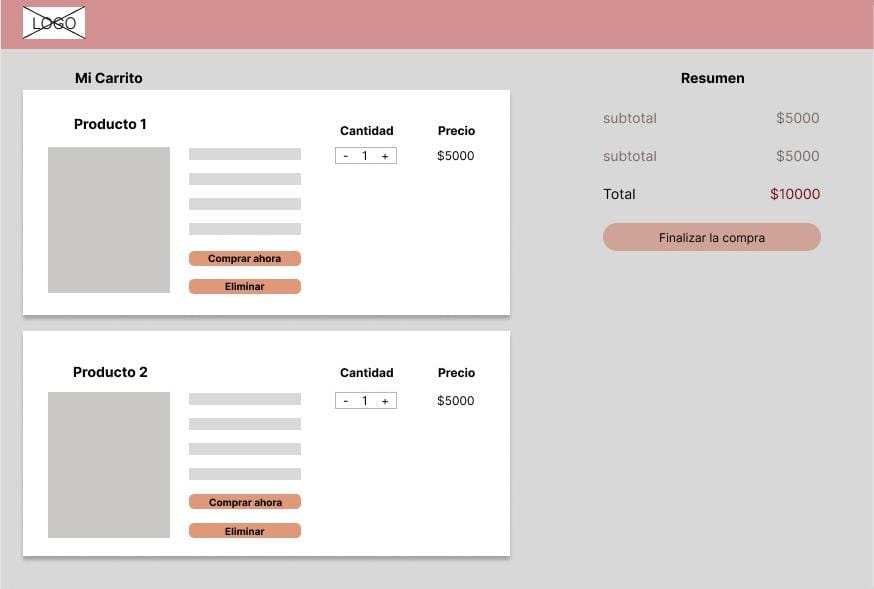 LOGO
Mi Carrito
Producto 1
Cantidad
Precio
- 1 +
$5000
Comprar ahora
Eliminar
Producto 2
Cantidad
Precio
- 1 +
$5000
Comprar ahora
Eliminar
Resumen
subtotal $5000
subtotal $5000
Total $10000
Finalizar la compra